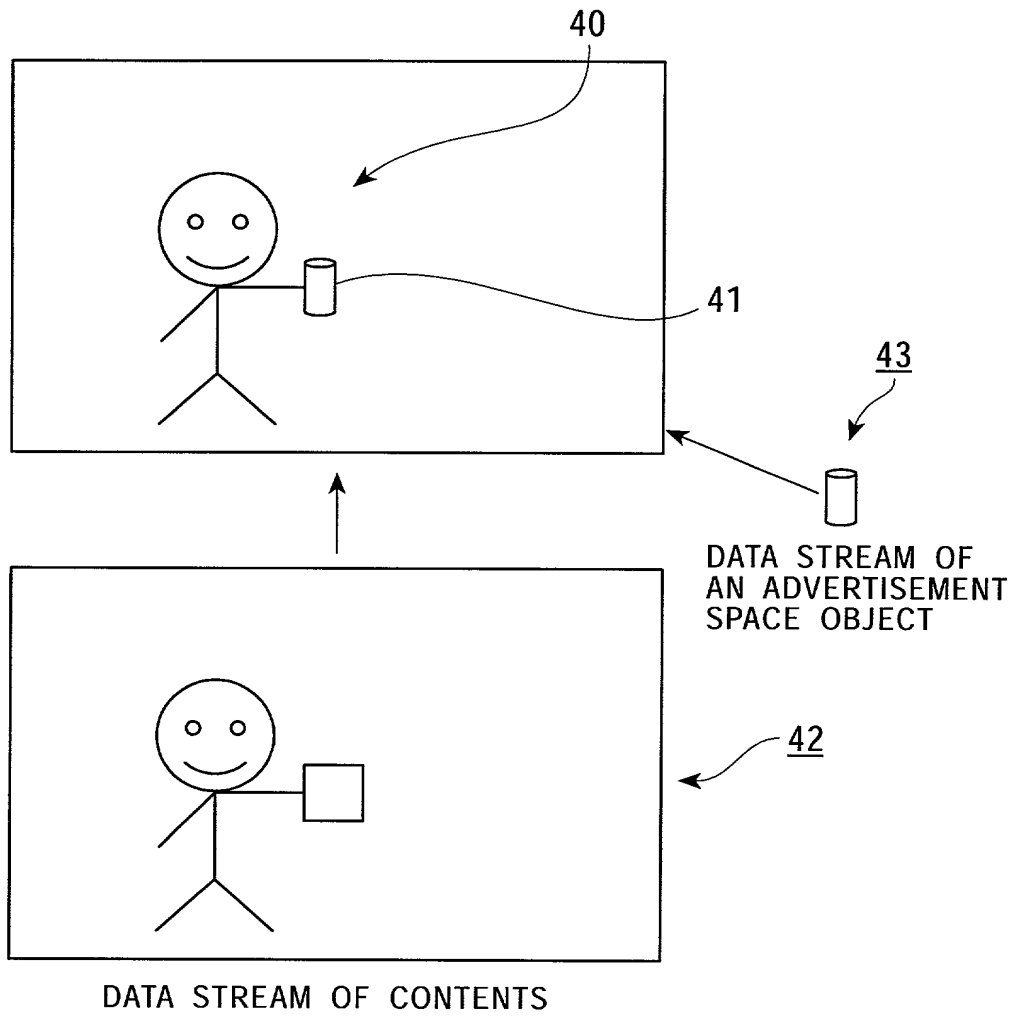 40
41
43
DATA STREAM OF
AN ADVERTISEMENT
SPACE OBJECT
42
DATA STREAM OF CONTENTS